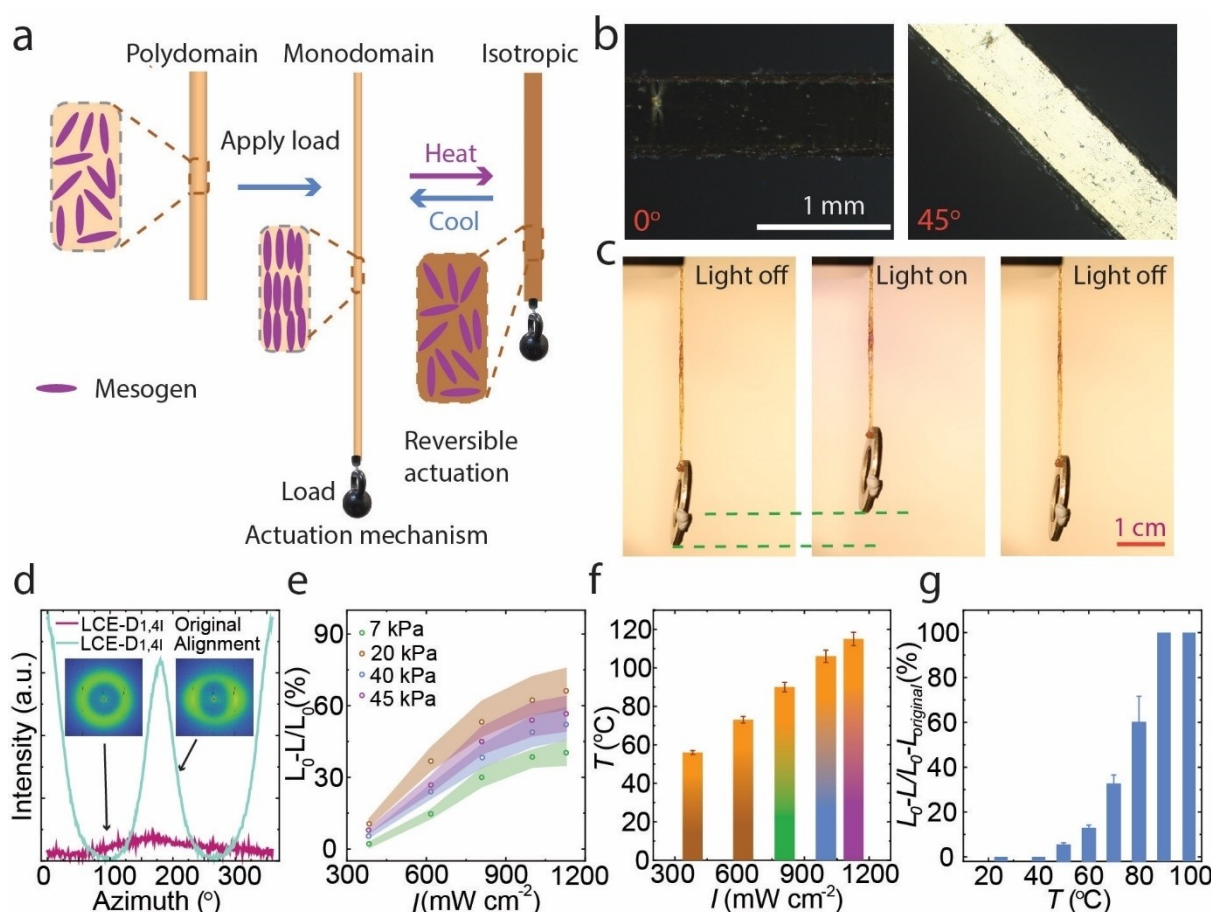 a
Polydomain
Monodomain
Isotropic
Apply load
Heat
Cool
Mesogen
Reversible
actuation
Load
Actuation mechanism
b
0°
1 mm
45°
c
Light off
Light on
Light off
1 cm
d
Intensity (a.u.)
LCE-D1,4I Original
LCE-D1,4I Alignment
0 100 200 300
Azimuth (°)
e
L0-L/L0(%)
90
60
30
0
7 kPa
20 kPa
40 kPa
45 kPa
300 600 900 1200
I(mW cm-2)
f
T (°C)
120
100
80
60
40
20
0
300 600 900 1200
I (mW cm-2)
g
L0-L/L0-Loriginal(%)
100
80
60
40
20
0
20 40 60 80 100
T (°C)